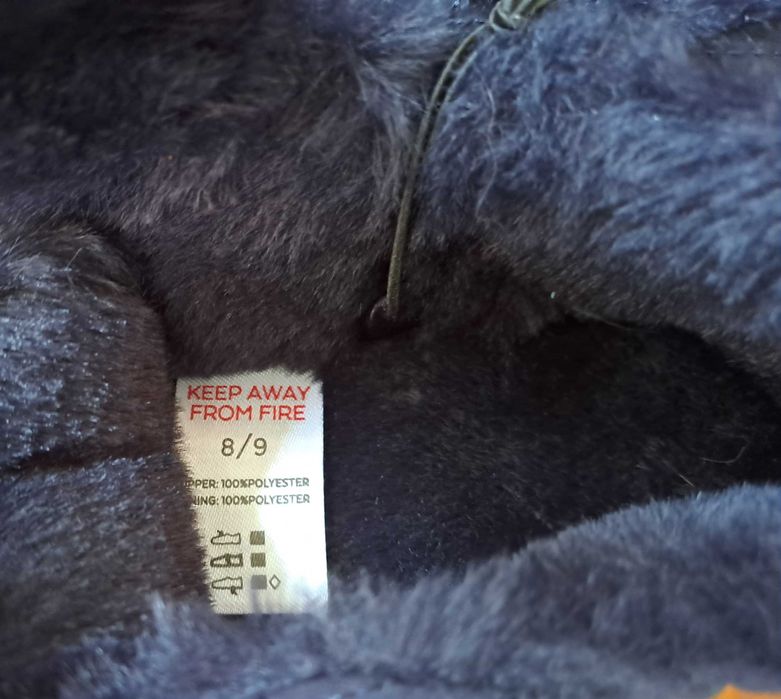 KEEP AWAY
FROM FIRE
8/9
PPER: 100%POLYESTER
NING: 100%POLYESTER